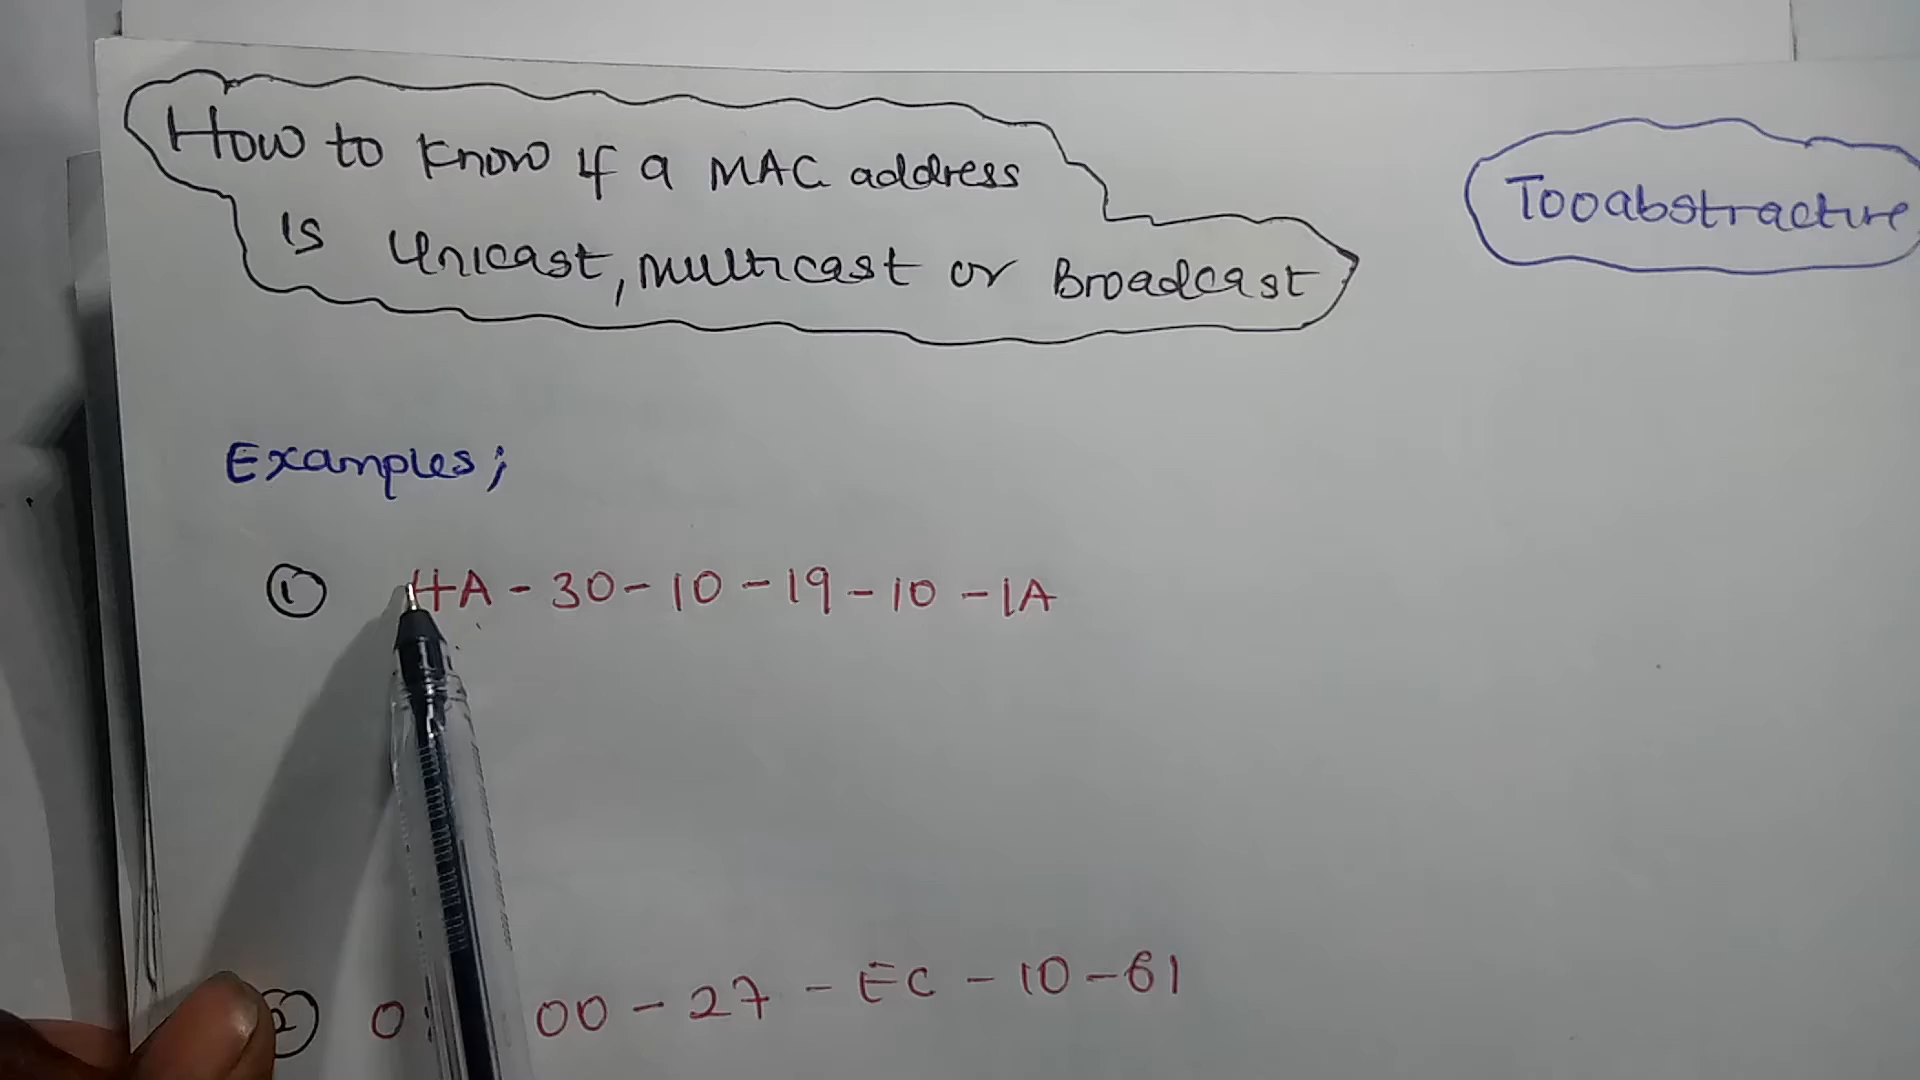 How to know if a MAC address
is unicast, multicast or Broadcast
Tooabstracture
Examples;
① 4A - 30 - 10 - 19 - 10 - 1A
② 00 - 27 - EC - 10 - 61